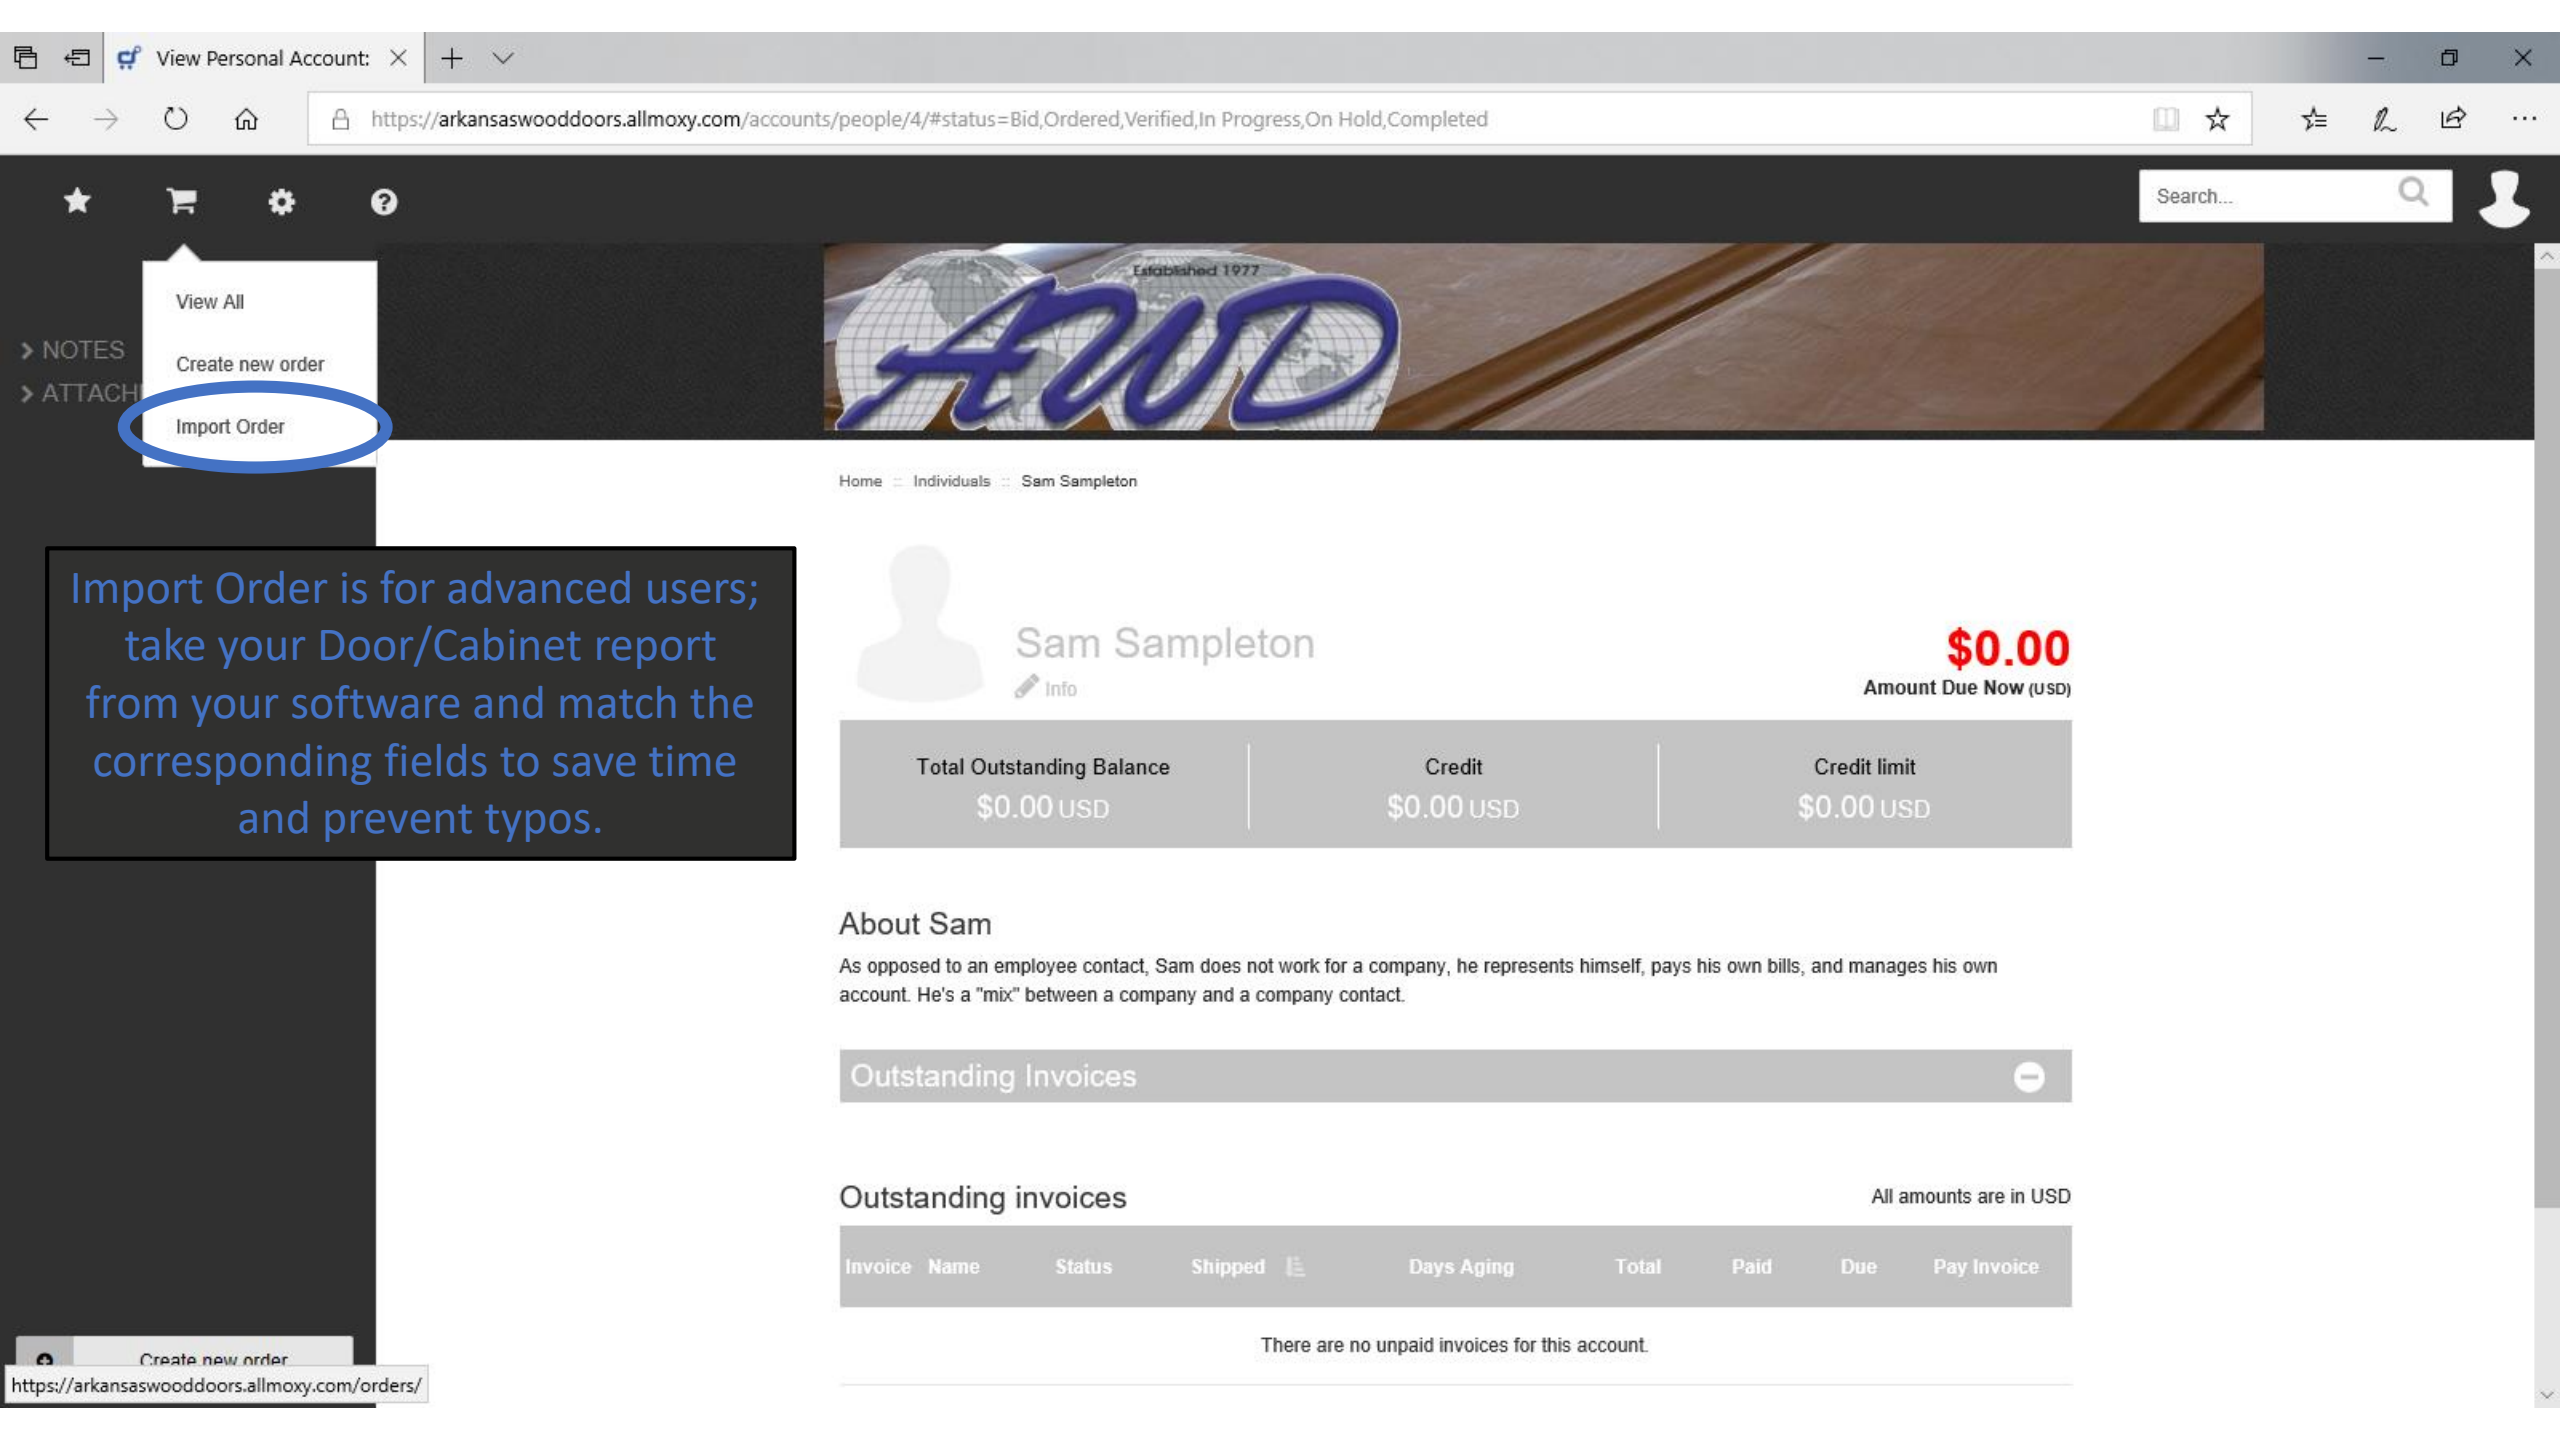 View Personal Account:
https://arkansaswooddoors.allmoxy.com/accounts/people/4/#status=Bid,Ordered,Verified,In Progress,On Hold,Completed
Search...
View All
Create new order
Import Order
> NOTES
> ATTACH
Established 1977
AWD
Home :: Individuals :: Sam Sampleton
Import Order is for advanced users;
take your Door/Cabinet report
from your software and match the
corresponding fields to save time
and prevent typos.
Sam Sampleton
Info
$0.00
Amount Due Now (USD)
Total Outstanding Balance Credit Credit limit
$0.00 USD $0.00 USD $0.00 USD
About Sam
As opposed to an employee contact, Sam does not work for a company, he represents himself, pays his own bills, and manages his own
account. He's a "mix" between a company and a company contact.
Outstanding Invoices
Outstanding invoices All amounts are in USD
Invoice Name Status Shipped Days Aging Total Paid Due Pay Invoice
There are no unpaid invoices for this account.
Create new order
https://arkansaswooddoors.allmoxy.com/orders/